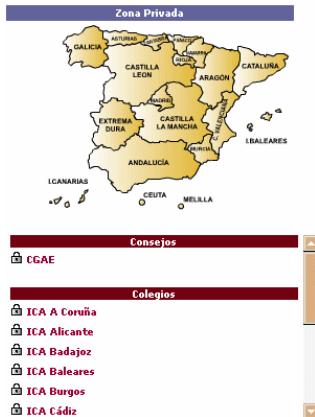 Zona Privada
ASTURIAS
CANTABRIA
P.VASCO
GALICIA
NAVARRA
RIOJA
CATALUÑA
CASTILLA
LEON
ARAGÓN
MADRID
EXTREMA
DURA
CASTILLA
LA MANCHA
C. VALENCIANA
I.BALEARES
MURCIA
ANDALUCÍA
I.CANARIAS
CEUTA
MELILLA
Consejos
CGAE
Colegios
ICA A Coruña
ICA Alicante
ICA Badajoz
ICA Baleares
ICA Burgos
ICA Cádiz